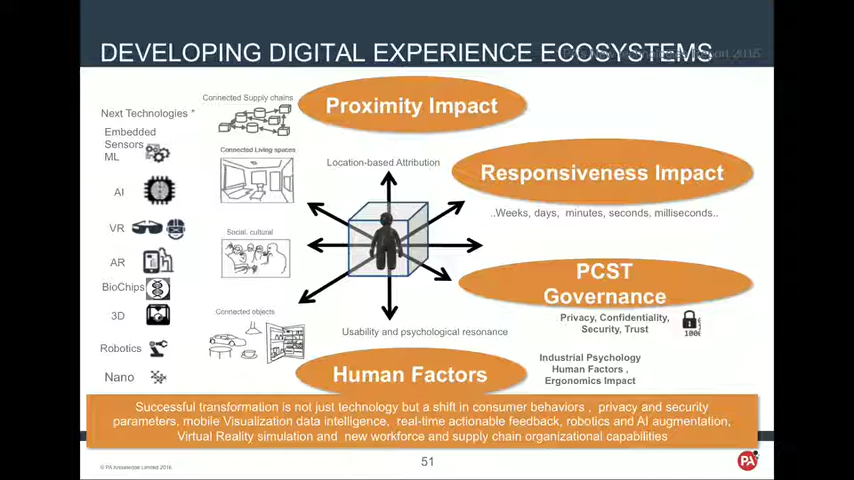 DEVELOPING DIGITAL EXPERIENCE ECOSYSTEMS
Connected Supply chains
Proximity Impact
Next Technologies *
Embedded
Sensors
ML
Connected Living spaces
Location-based Attribution
Responsiveness Impact
AI
..Weeks, days, minutes, seconds, milliseconds..
VR
Social, cultural
AR
PCST
Governance
BioChips
Privacy, Confidentiality,
Security, Trust
3D
Connected objects
Usability and psychological resonance
Robotics
Industrial Psychology
Human Factors ,
Ergonomics Impact
Human Factors
Nano
Successful transformation is not just technology but a shift in consumer behaviors , privacy and security
parameters, mobile Visualization data intelligence, real-time actionable feedback, robotics and AI augmentation,
Virtual Reality simulation and new workforce and supply chain organizational capabilities
© PA Knowledge Limited 2016
51
PA